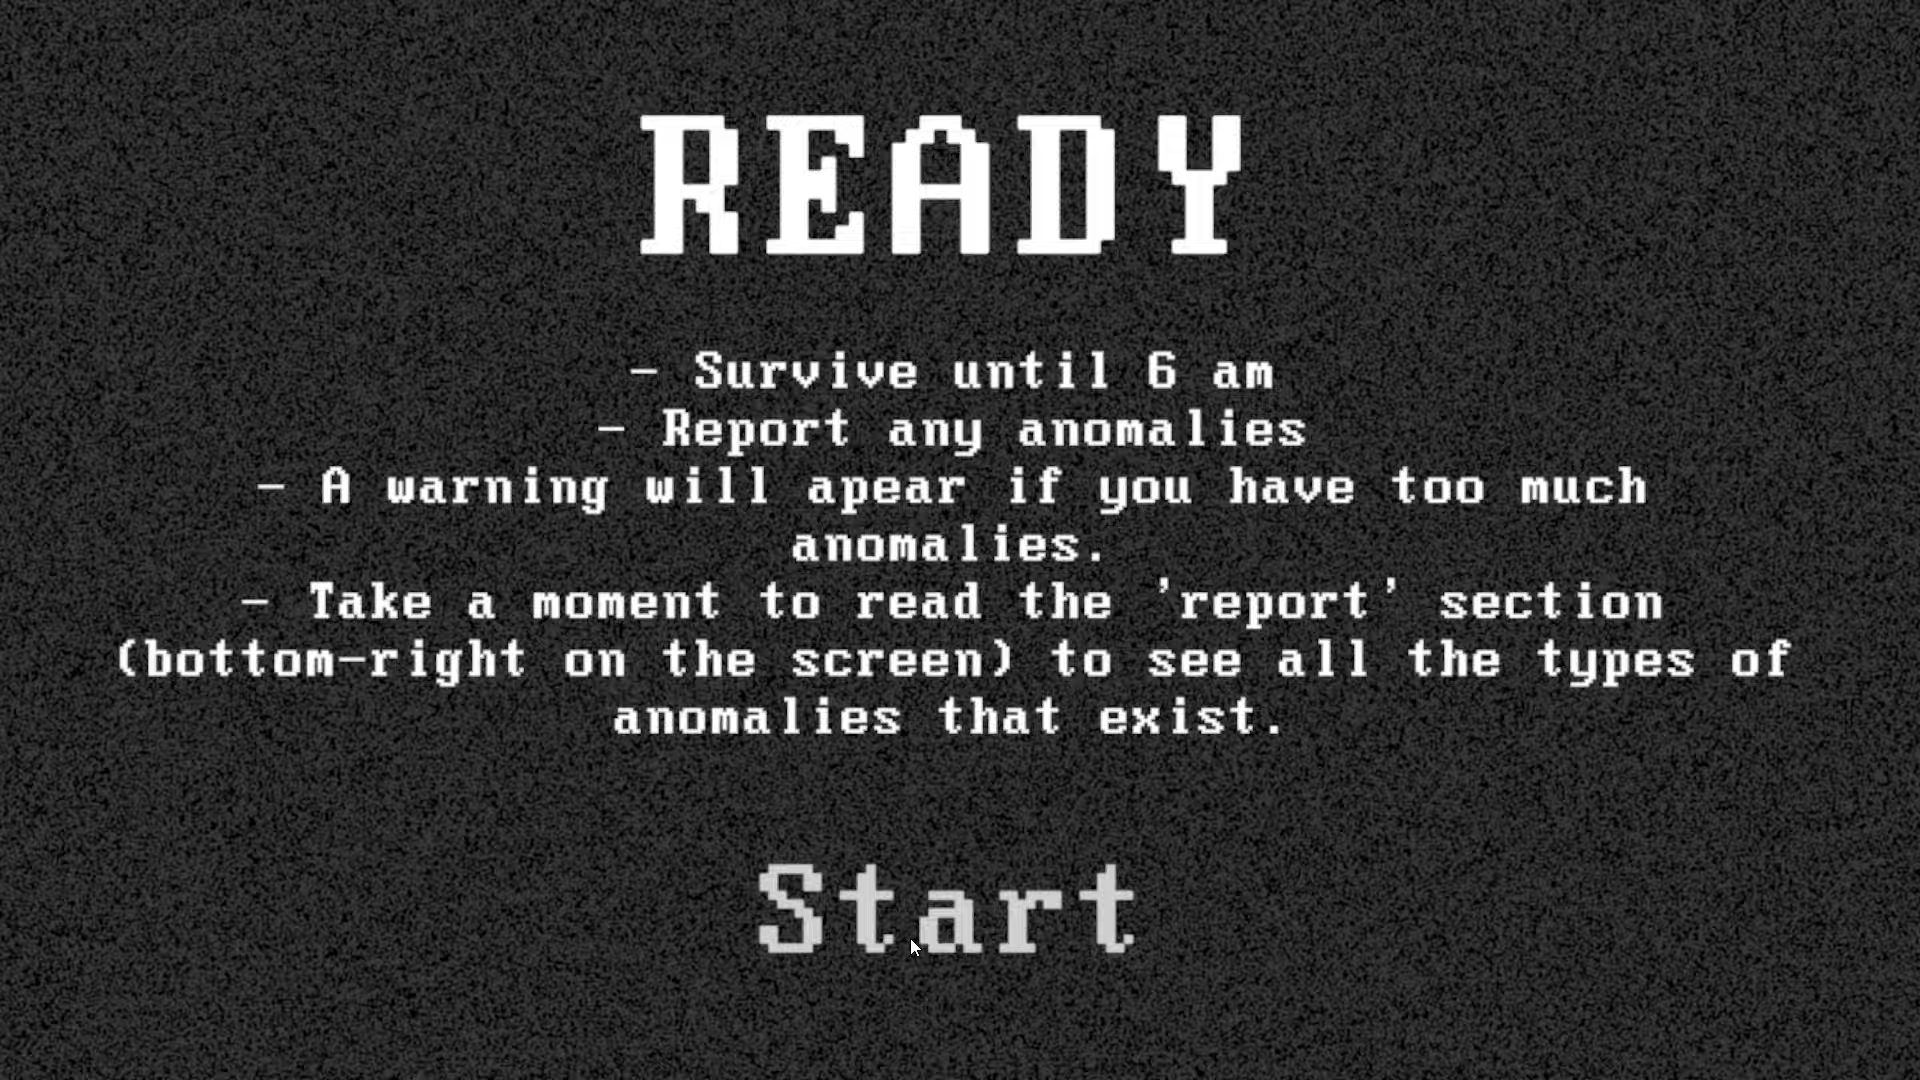 READY
- Survive until 6 am
- Report any anomalies
- A warning will apear if you have too much
anomalies.
- Take a moment to read the 'report' section
(bottom-right on the screen) to see all the types of
anomalies that exist.
Start